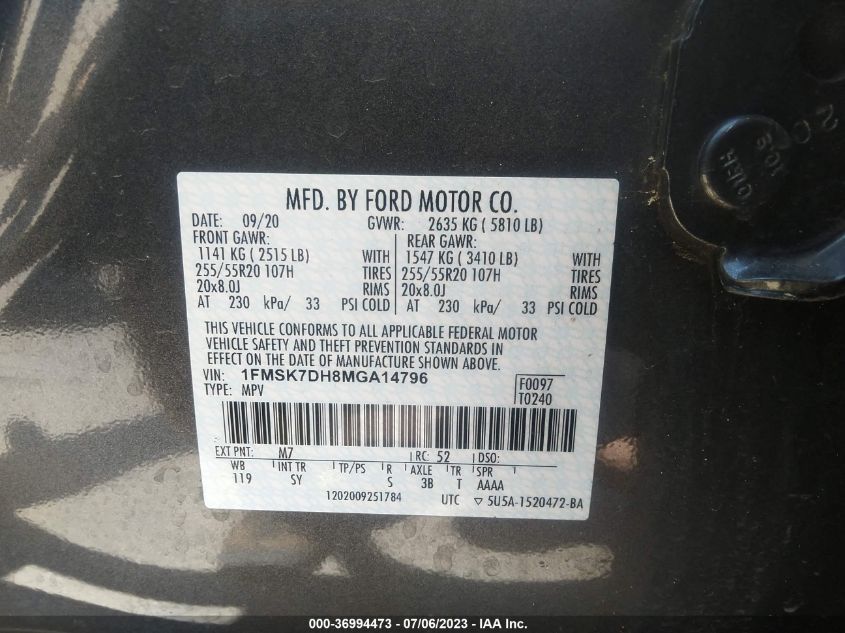 MFD. BY FORD MOTOR CO.
DATE: 09/20 GVWR: 2635 KG ( 5810 LB)
FRONT GAWR: REAR GAWR:
1141 KG ( 2515 LB) WITH 1547 KG ( 3410 LB) WITH
255/55R20 107H TIRES 255/55R20 107H TIRES
20x8.0J RIMS 20x8.0J RIMS
AT 230 kPa/ 33 PSI COLD AT 230 kPa/ 33 PSI COLD
THIS VEHICLE CONFORMS TO ALL APPLICABLE FEDERAL MOTOR
VEHICLE SAFETY AND THEFT PREVENTION STANDARDS IN
EFFECT ON THE DATE OF MANUFACTURE SHOWN ABOVE.
VIN: 1FMSK7DH8MGA14796 F0097
TYPE: MPV T0240
EXT PNT: M7 RC: 52 DSO:
WB INT TR TP/PS R AXLE TR SPR
119 SY S 3B T AAAA
1202009251784 UTC ▽ 5U5A-1520472-BA
000-36994473 - 07/06/2023 - IAA Inc.